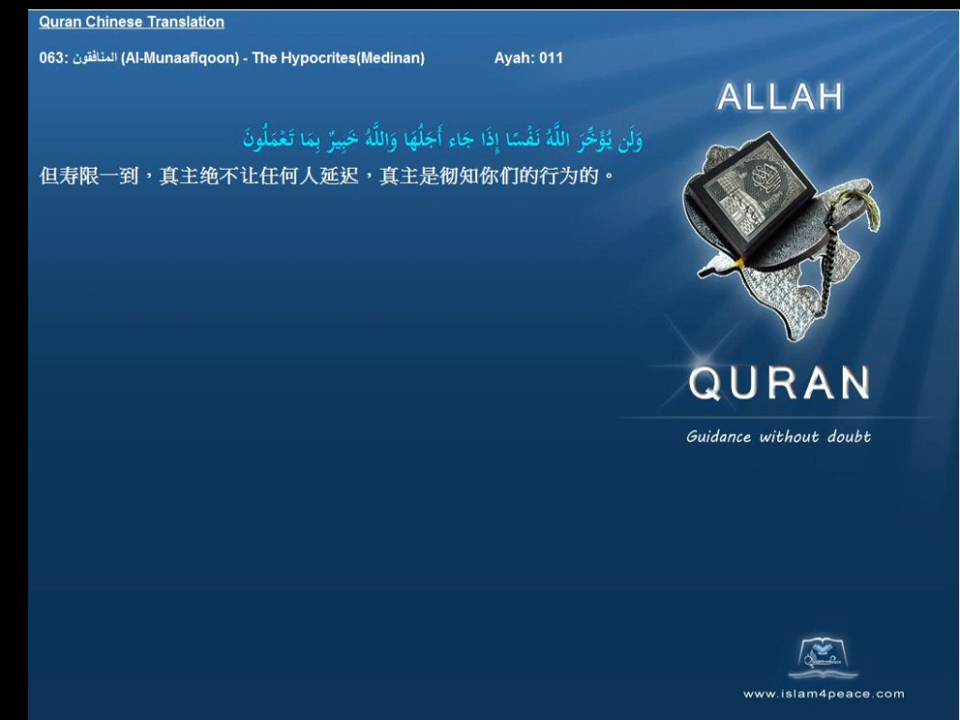 Quran Chinese Translation
063: المنافقون (Al-Munaafiqoon) - The Hypocrites(Medinan) Ayah: 011
وَلَن يُؤَخِّرَ اللَّهُ نَفْسًا إِذَا جَاء أَجَلُهَا وَاللَّهُ خَبِيرٌ بِمَا تَعْمَلُونَ
但寿限一到，真主绝不让任何人延迟，真主是彻知你们的行为的。
ALLAH
QURAN
Guidance without doubt
www.islam4peace.com